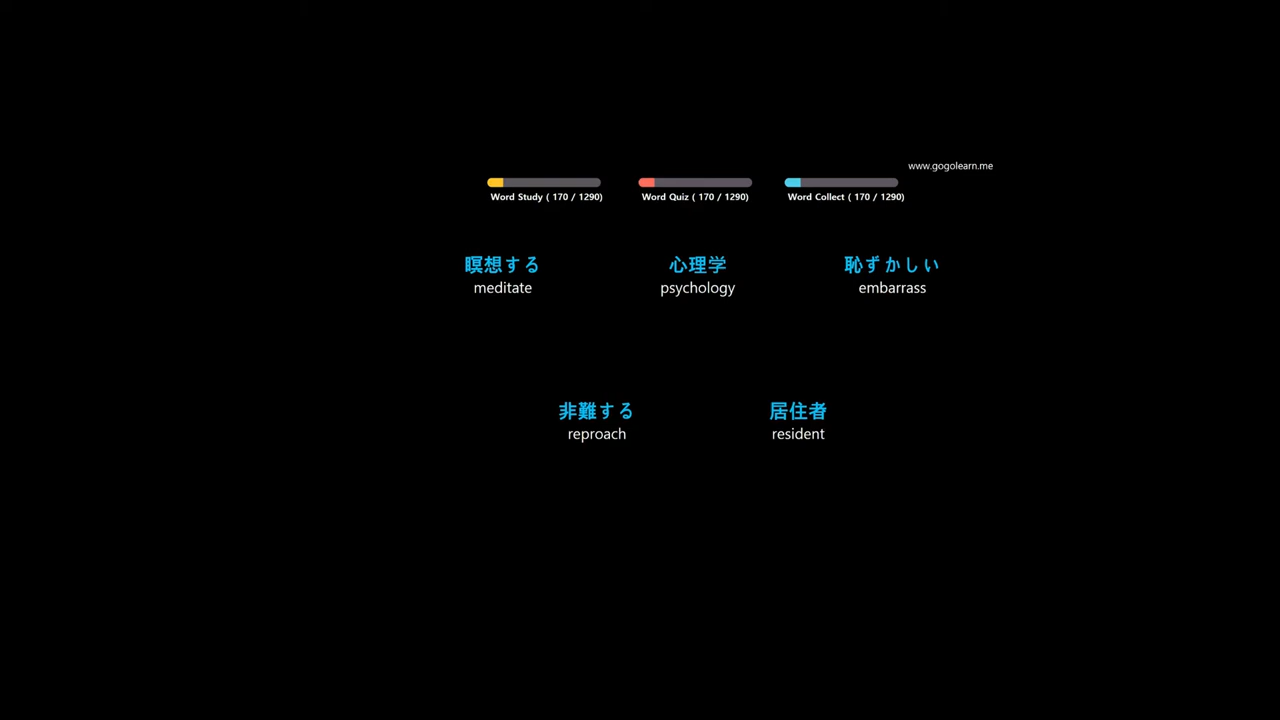 www.gogolearn.me
Word Study ( 170 / 1290)
Word Quiz ( 170 / 1290)
Word Collect ( 170 / 1290)
瞑想する
meditate
心理学
psychology
恥ずかしい
embarrass
非難する
reproach
居住者
resident